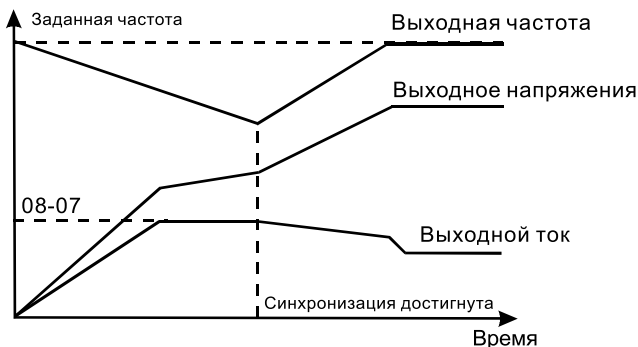 Заданная частота
Выходная частота
Выходное напряжения
08-07
Выходной ток
Синхронизация достигнута
Время